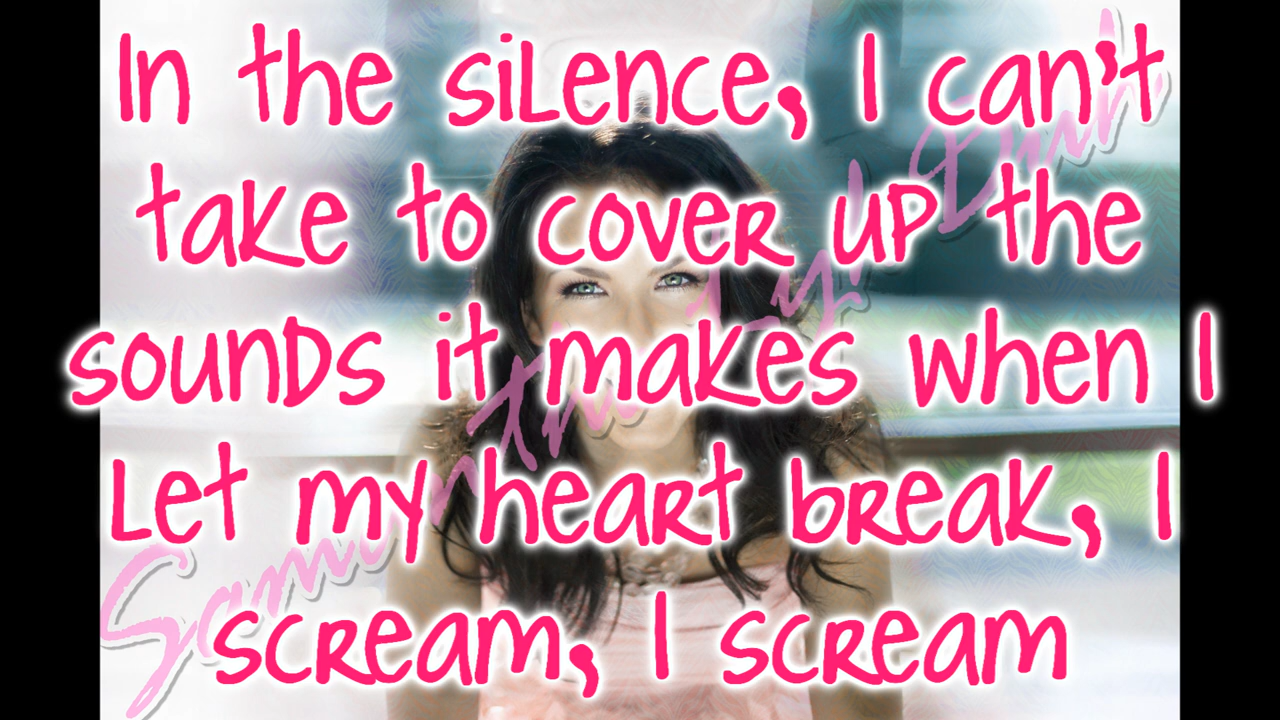 In the silence, I can't
take to cover up the
sounds it makes when I
Let my heart break, I
scream, I scream